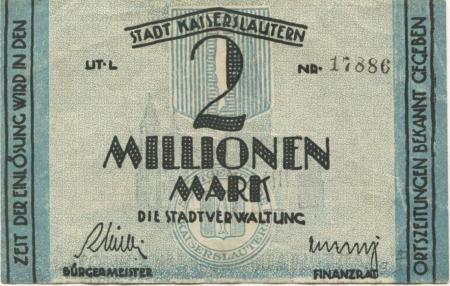 STADT KAISERSLAUTERN
LIT. L
NR. 17886
2
MILLIONEN
MARK
DIE STADTVERWALTUNG
BÜRGERMEISTER
FINANZRAT
ZEIT DER EINLÖSUNG WIRD IN DEN
ORTSZEITUNGEN BEKANNT GEGEBEN
KAISERSLAUTERN